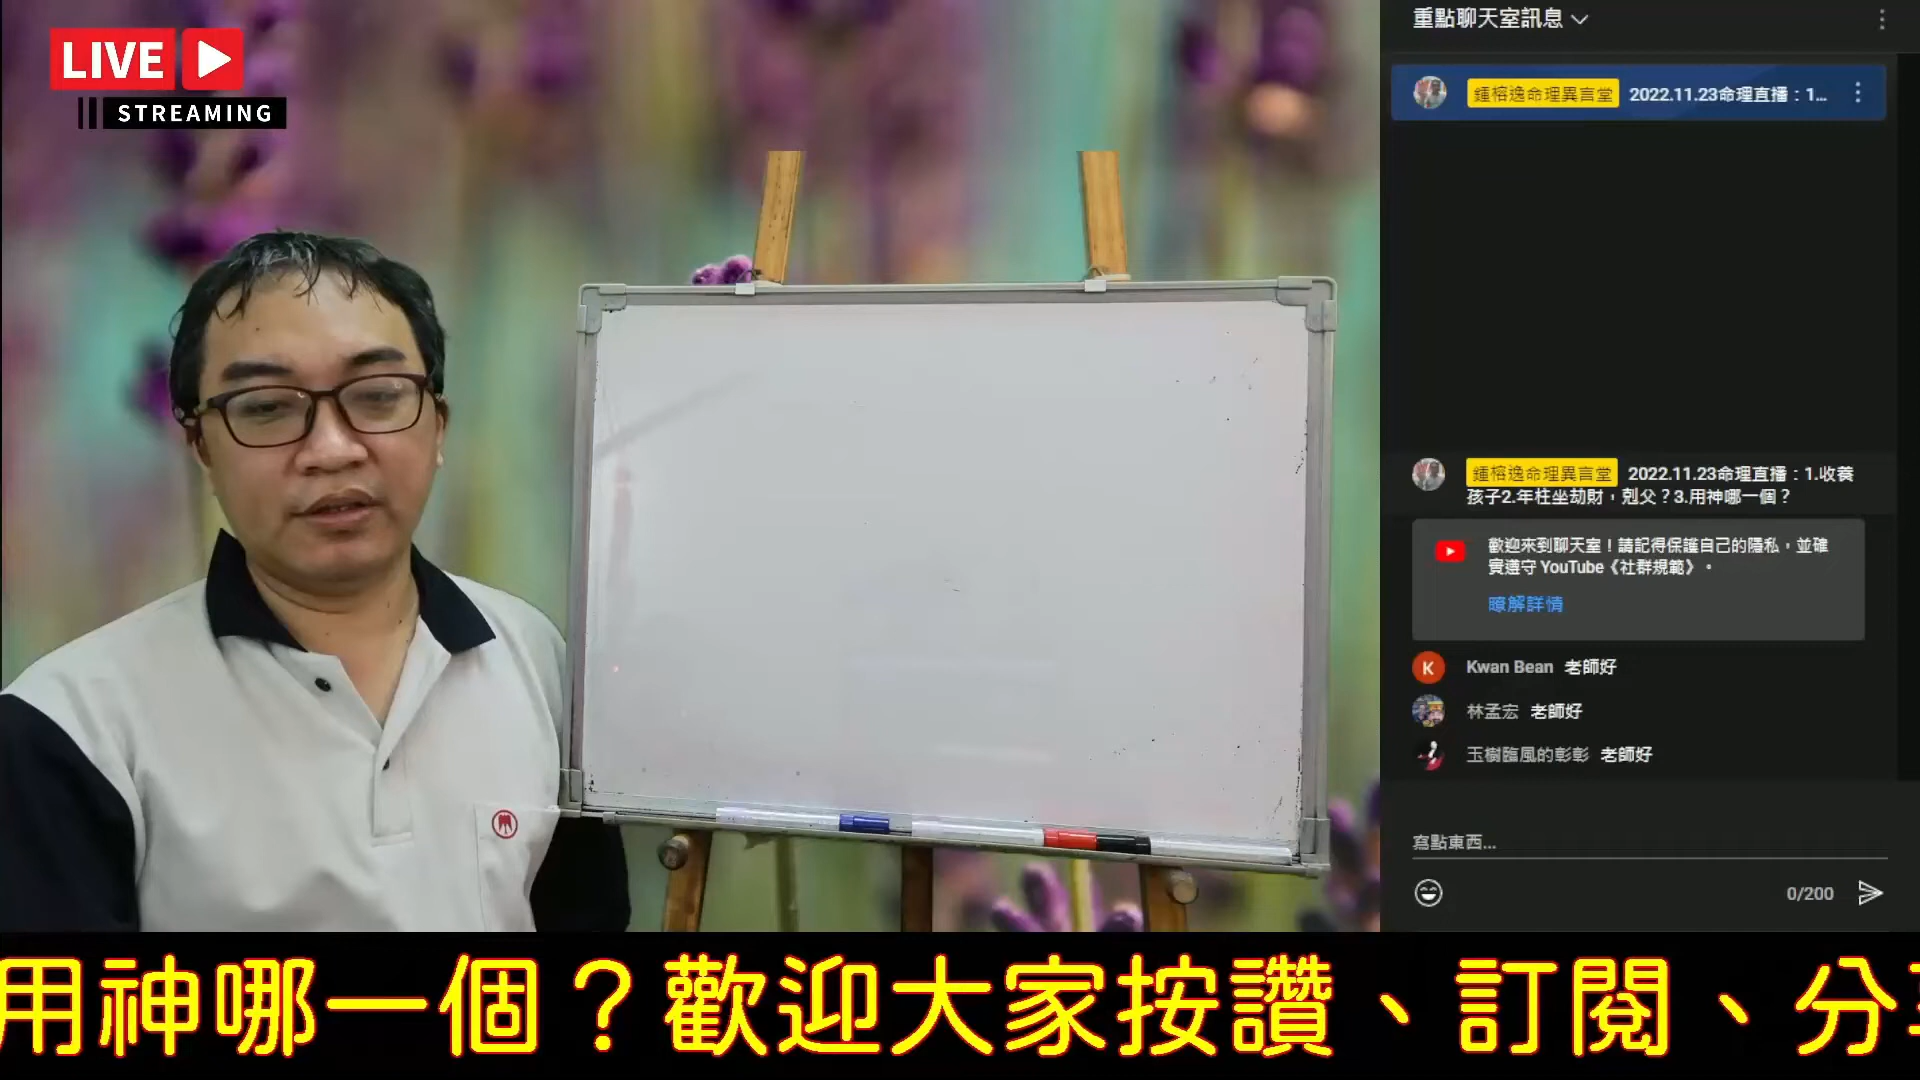 LIVE
STREAMING
重點聊天室訊息
鍾榕逸命理異言堂 2022.11.23命理直播：1...
鍾榕逸命理異言堂 2022.11.23命理直播：1.收養
孩子2.年柱坐劫財，剋父？3.用神哪一個？
歡迎來到聊天室！請記得保護自己的隱私，並確
實遵守 YouTube《社群規範》。
瞭解詳情
K
Kwan Bean 老師好
林孟宏 老師好
玉樹臨風的彰彰 老師好
寫點東西...
0/200
用神哪一個？歡迎大家按讚、訂閱、分享